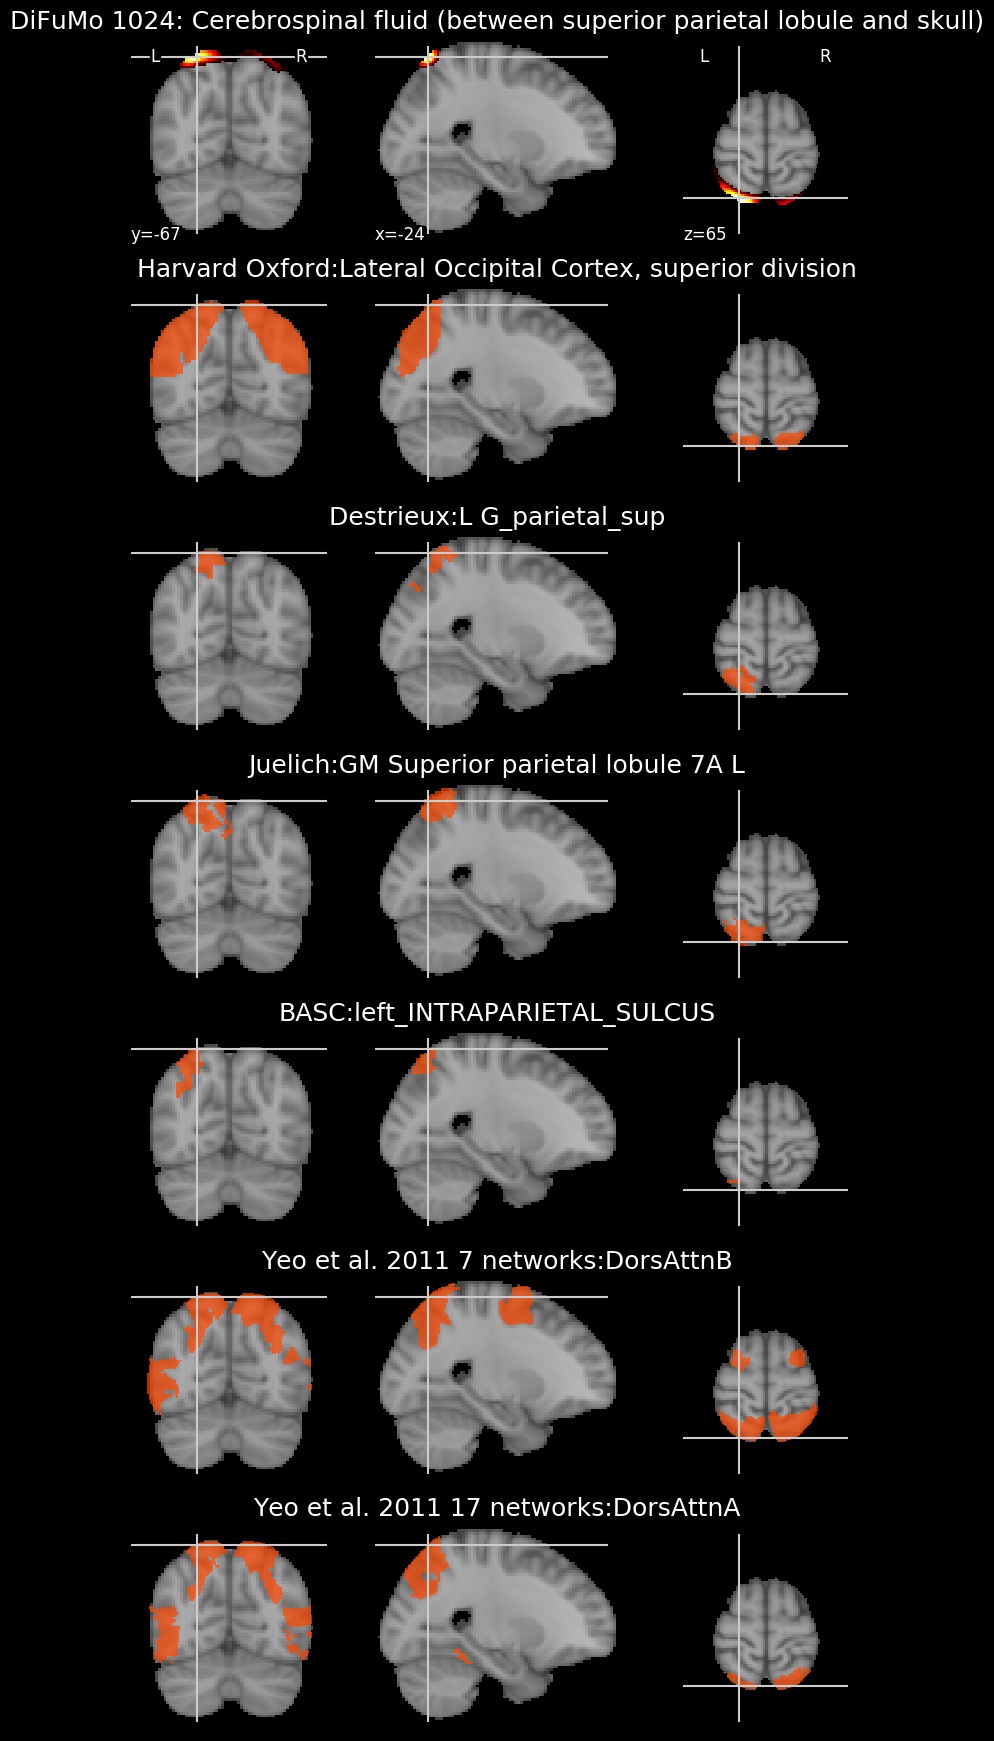 DiFuMo 1024: Cerebrospinal fluid (between superior parietal lobule and skull)
L R L R
y=-67 x=-24 z=65
Harvard Oxford:Lateral Occipital Cortex, superior division
Destrieux:L G_parietal_sup
Juelich:GM Superior parietal lobule 7A L
BASC:left_INTRAPARIETAL_SULCUS
Yeo et al. 2011 7 networks:DorsAttnB
Yeo et al. 2011 17 networks:DorsAttnA